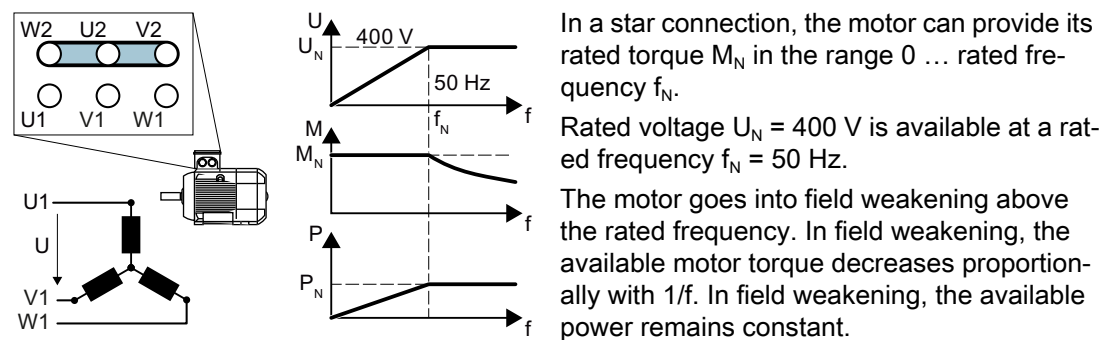 W2 U2 V2
U1 V1 W1
U1
U
V1
W1
U
U_N
400 V
50 Hz
f
f_N
M
M_N
f
P
P_N
f
In a star connection, the motor can provide its
rated torque M_N in the range 0 … rated fre-
quency f_N.
Rated voltage U_N = 400 V is available at a rat-
ed frequency f_N = 50 Hz.
The motor goes into field weakening above
the rated frequency. In field weakening, the
available motor torque decreases proportion-
ally with 1/f. In field weakening, the available
power remains constant.